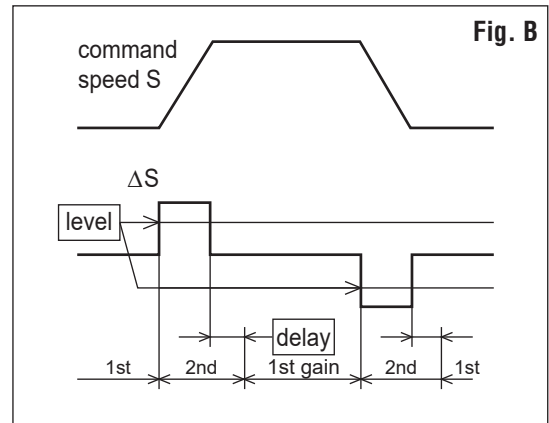 Fig. B
command
speed S
ΔS
level
delay
1st 2nd 1st gain 2nd 1st